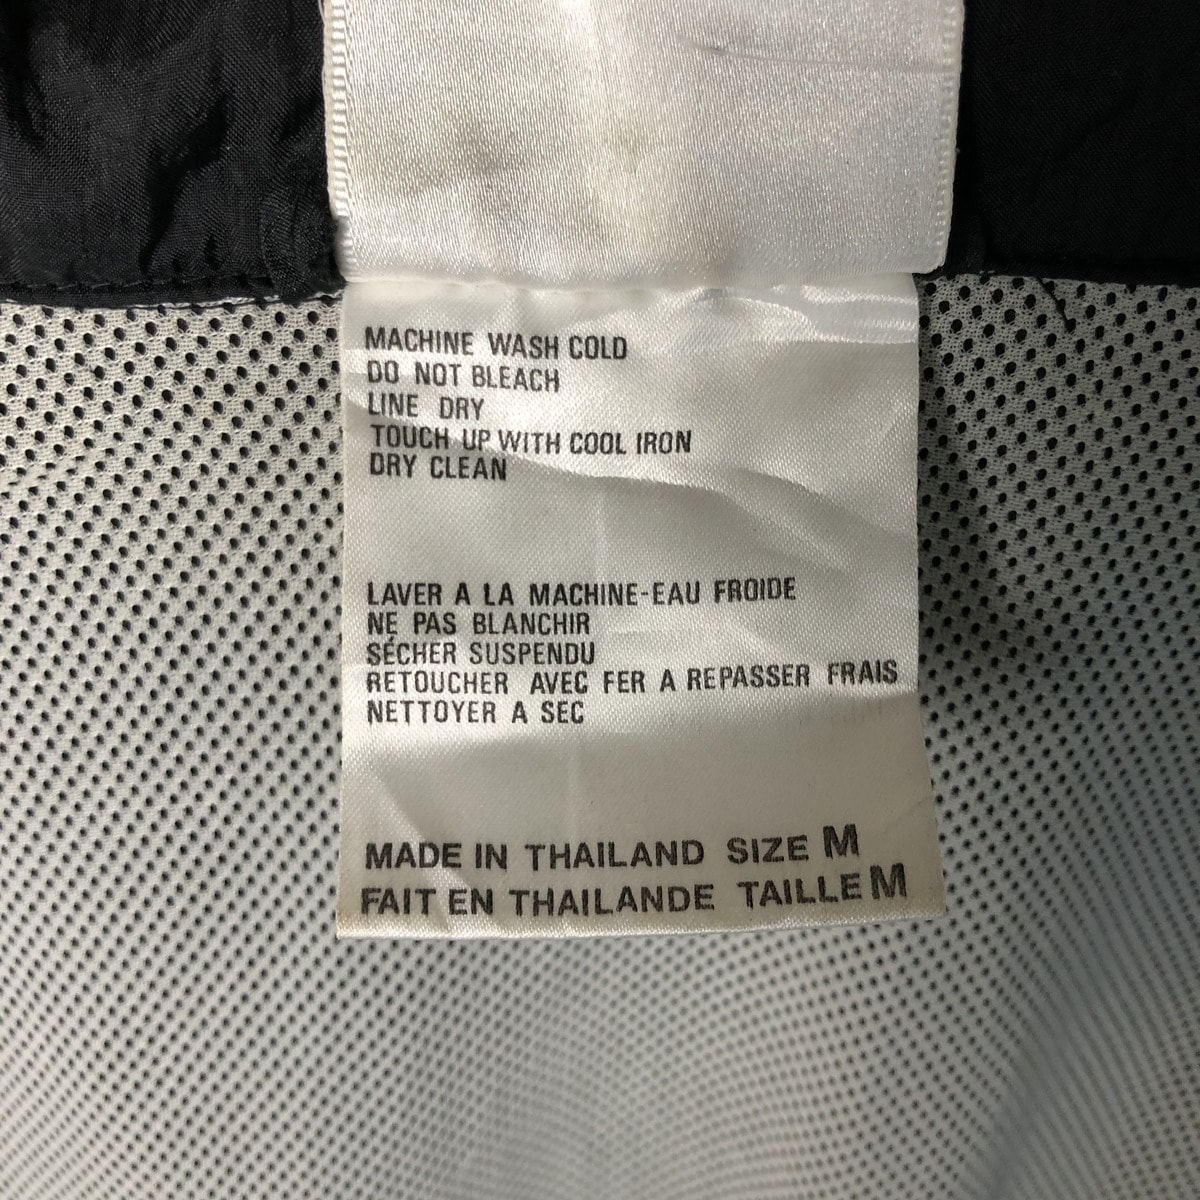 MACHINE WASH COLD
DO NOT BLEACH
LINE DRY
TOUCH UP WITH COOL IRON
DRY CLEAN
LAVER A LA MACHINE-EAU FROIDE
NE PAS BLANCHIR
SÉCHER SUSPENDU
RETOUCHER AVEC FER A REPASSER FRAIS
NETTOYER A SEC
MADE IN THAILAND SIZE M
FAIT EN THAILANDE TAILLE M